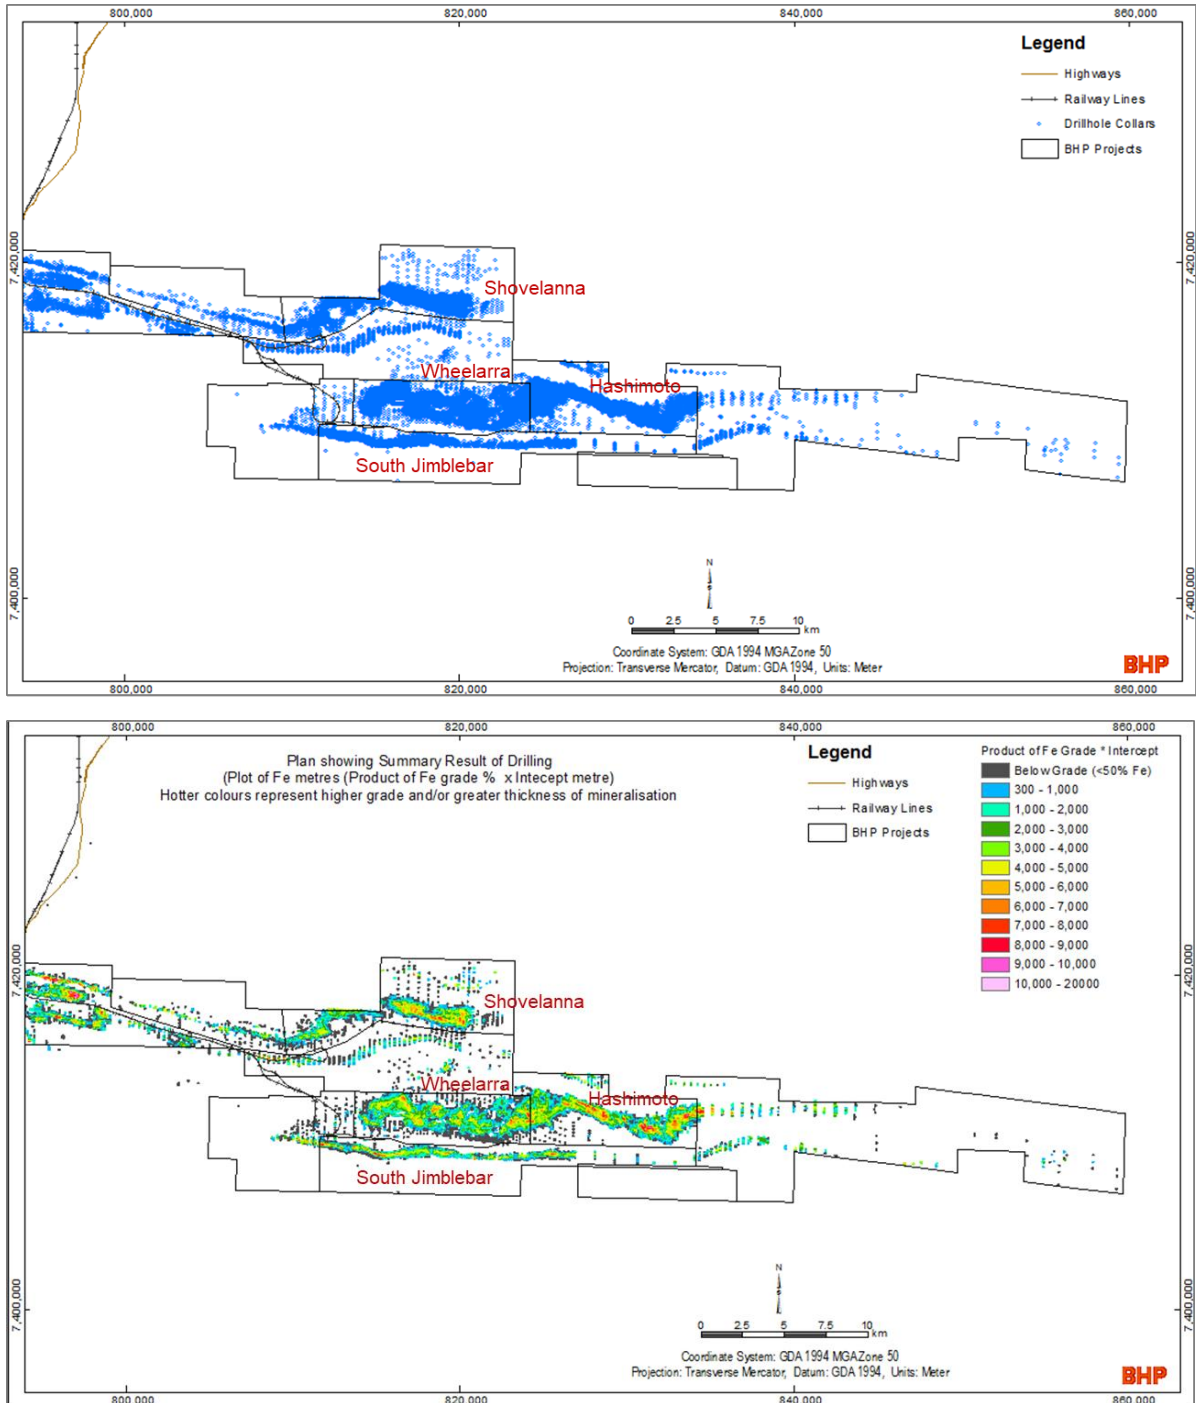 800,000
820,000
840,000
860,000
Legend
Highways
Railway Lines
Drillhole Collars
BHP Projects
7,420,000
7,420,000
Shovelanna
Wheelarra
Hashimoto
South Jimblebar
7,400,000
7,400,000
N
0 2.5 5 7.5 10
km
Coordinate System: GDA 1994 MGAZone 50
Projection: Transverse Mercator, Datum: GDA 1994, Units: Meter
BHP
800,000
820,000
840,000
860,000
800,000
820,000
840,000
860,000
Plan showing Summary Result of Drilling
(Plot of Fe metres (Product of Fe grade % x Intecept metre)
Hotter colours represent higher grade and/or greater thickness of mineralisation
Legend
Highways
Railway Lines
BHP Projects
Product of Fe Grade * Intercept
Below Grade (<50% Fe)
300 - 1,000
1,000 - 2,000
2,000 - 3,000
3,000 - 4,000
4,000 - 5,000
5,000 - 6,000
6,000 - 7,000
7,000 - 8,000
8,000 - 9,000
9,000 - 10,000
10,000 - 20000
7,420,000
7,420,000
Shovelanna
Wheelarra
Hashimoto
South Jimblebar
7,400,000
7,400,000
N
0 2.5 5 7.5 10
km
Coordinate System: GDA 1994 MGAZone 50
Projection: Transverse Mercator, Datum: GDA 1994, Units: Meter
BHP
800,000
820,000
840,000
860,000